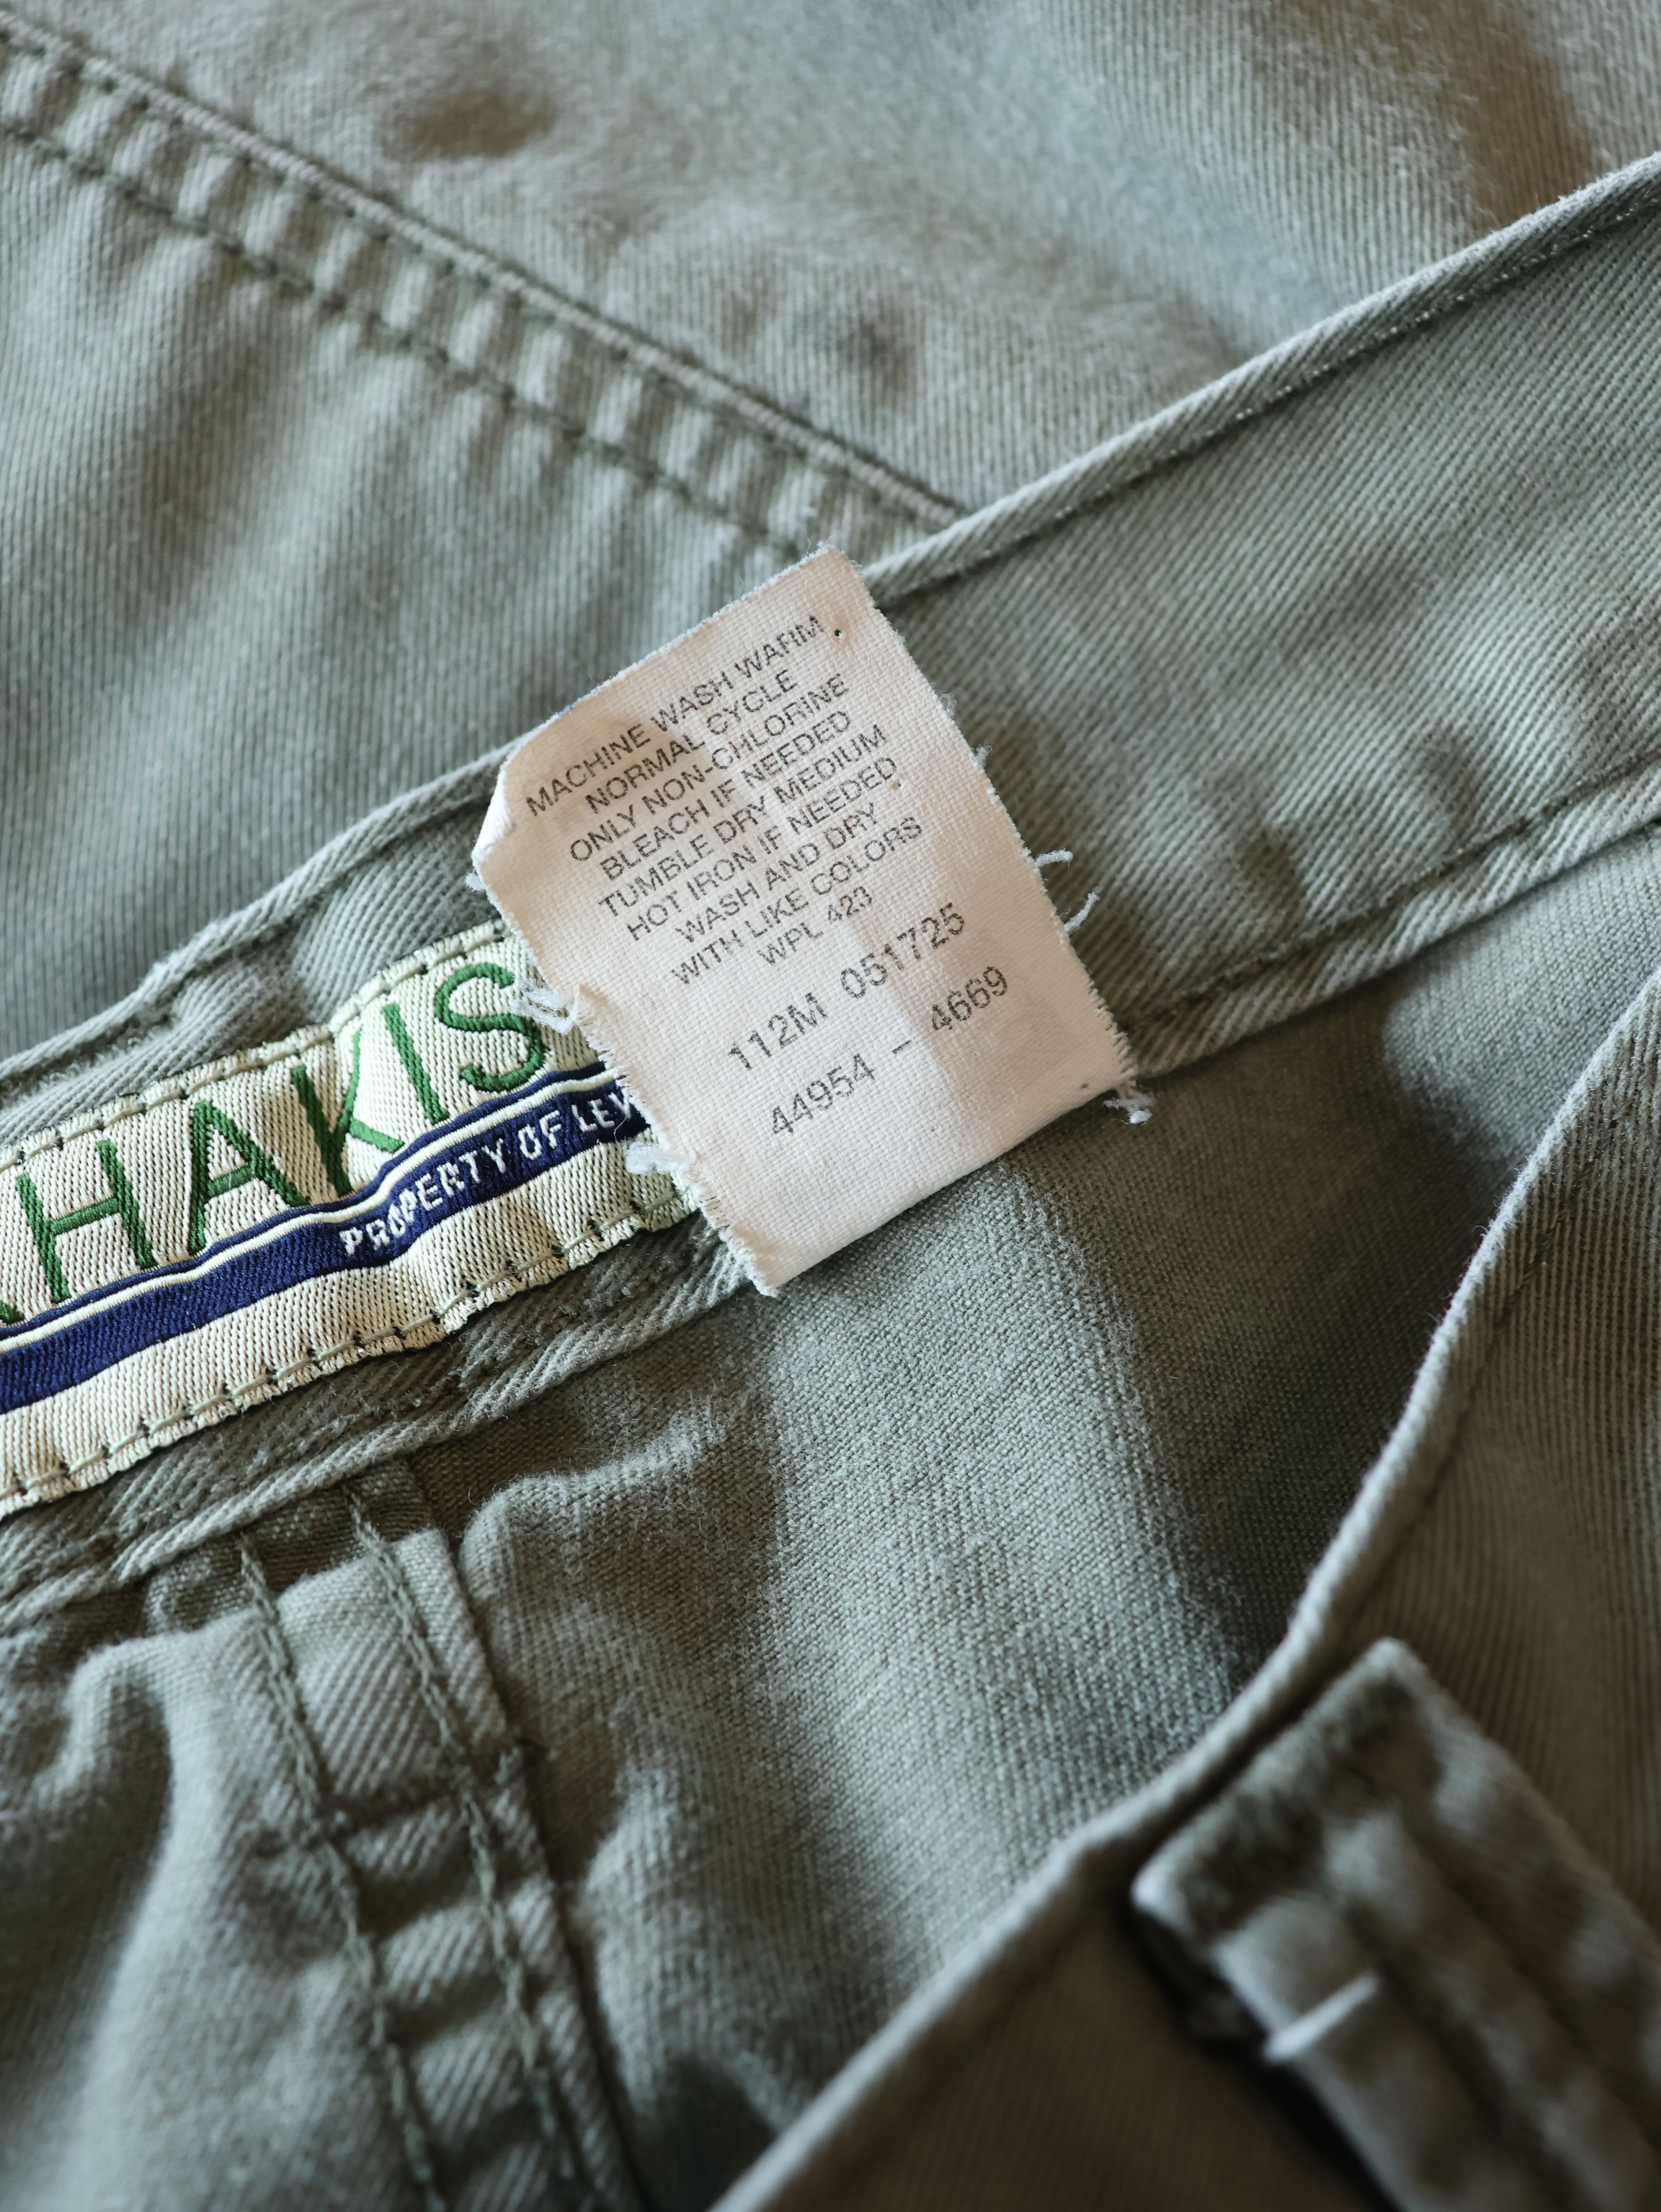 MACHINE WASH WARM
NORMAL CYCLE
ONLY NON-CHLORINE
BLEACH IF NEEDED
TUMBLE DRY MEDIUM
HOT IRON IF NEEDED
WASH AND DRY
WITH LIKE COLORS
WPL 423
112M 051725
44954 - 4669
HAKIS
PROPERTY OF LEV